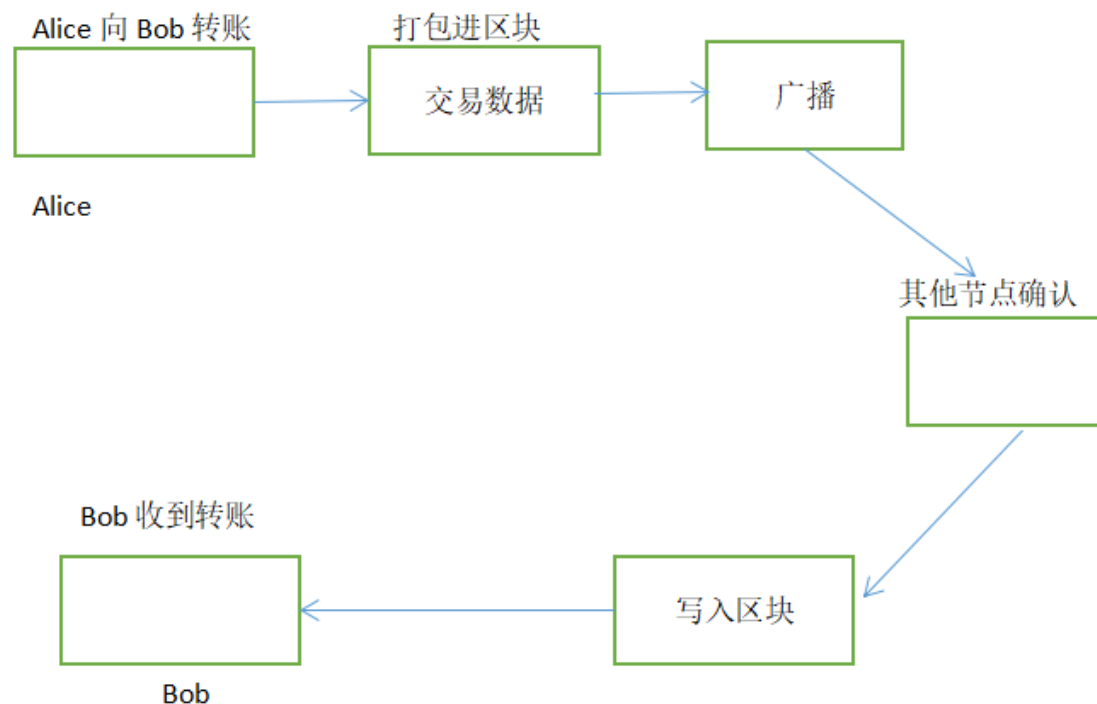 Alice 向 Bob 转账
打包进区块
交易数据
广播
Alice
其他节点确认
Bob 收到转账
写入区块
Bob